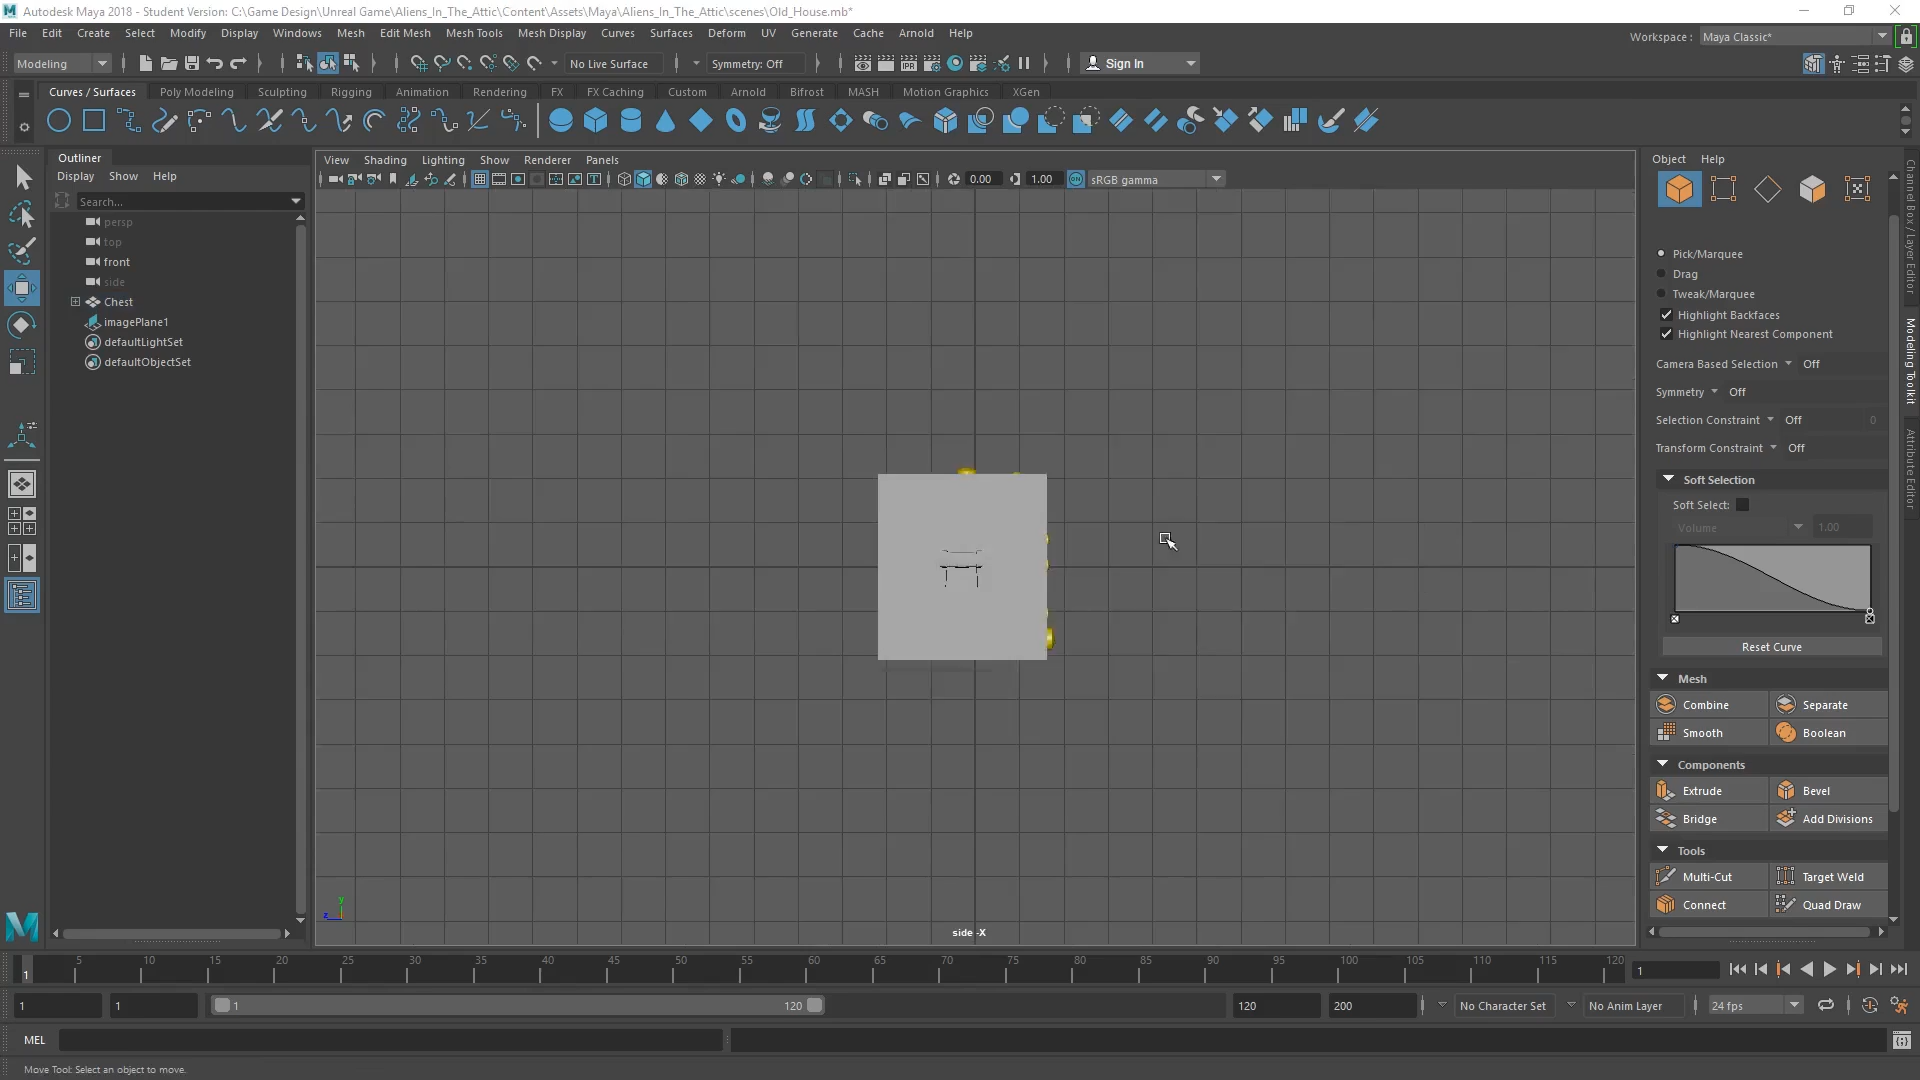 Autodesk Maya 2018 - Student Version: C:\Game Design\Unreal Game\Aliens_In_The_Attic\Content\Assets\Maya\Aliens_In_The_Attic\scenes\Old_House.mb*
File Edit Create Select Modify Display Windows Mesh Edit Mesh Mesh Tools Mesh Display Curves Surfaces Deform UV Generate Cache Arnold Help
Workspace : Maya Classic*
Modeling No Live Surface Symmetry: Off Sign In
Curves / Surfaces Poly Modeling Sculpting Rigging Animation Rendering FX FX Caching Custom Arnold Bifrost MASH Motion Graphics XGen
Outliner
Display Show Help
Search...
persp
top
front
side
Chest
imagePlane1
defaultLightSet
defaultObjectSet
View Shading Lighting Show Renderer Panels
0.00 1.00 ON sRGB gamma
y
z
side -X
Object Help
Pick/Marquee
Drag
Tweak/Marquee
Highlight Backfaces
Highlight Nearest Component
Camera Based Selection Off
Symmetry Off
Selection Constraint Off 0
Transform Constraint Off
Soft Selection
Soft Select:
Volume 1.00
Reset Curve
Mesh
Combine Separate
Smooth Boolean
Components
Extrude Bevel
Bridge Add Divisions
Tools
Multi-Cut Target Weld
Connect Quad Draw
Channel Box / Layer Editor
Modeling Toolkit
Attribute Editor
1 5 10 15 20 25 30 35 40 45 50 55 60 65 70 75 80 85 90 95 100 105 110 115 120 1
1 1 1 120 120 200 No Character Set No Anim Layer 24 fps
MEL
Move Tool: Select an object to move.